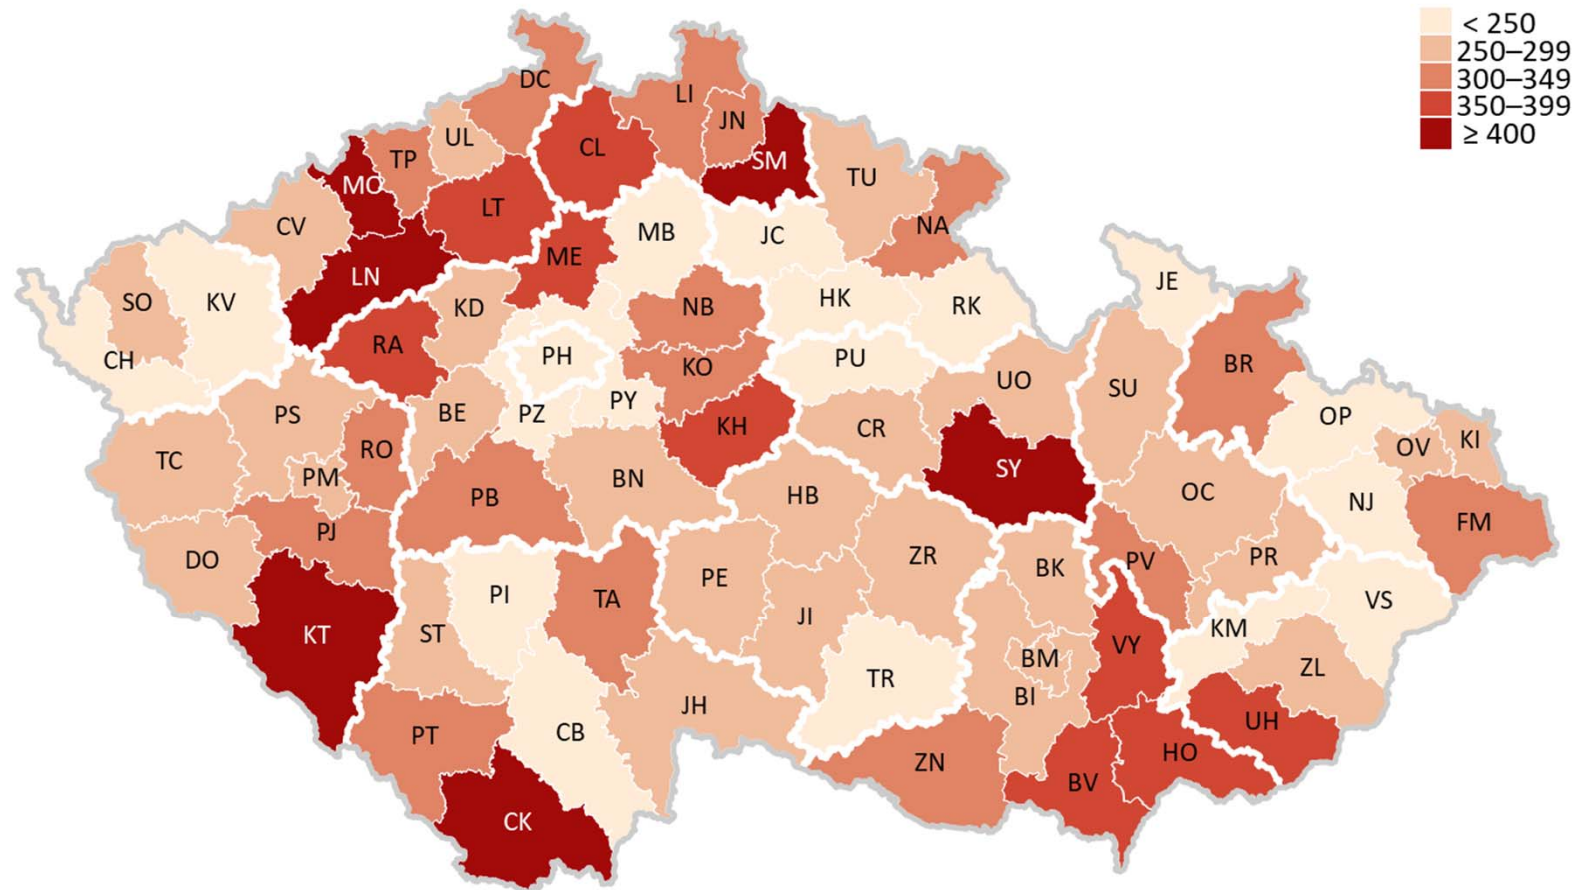 < 250
250–299
300–349
350–399
≥ 400
DC
LI
JN
CL
SM
UL
TP
MO
TU
LT
CV
NA
MB
JC
ME
LN
JE
SO
KV
KD
NB
HK
RK
RA
PH
KO
PU
CH
BR
UO
SU
PS
BE
PZ
PY
KH
CR
OP
RO
TC
PM
OV
KI
PB
BN
HB
SY
OC
NJ
FM
PJ
DO
ZR
BK
PV
PR
PE
PI
TA
JI
VS
KT
ST
KM
VY
BM
ZL
TR
BI
JH
PT
CB
UH
ZN
HO
BV
CK